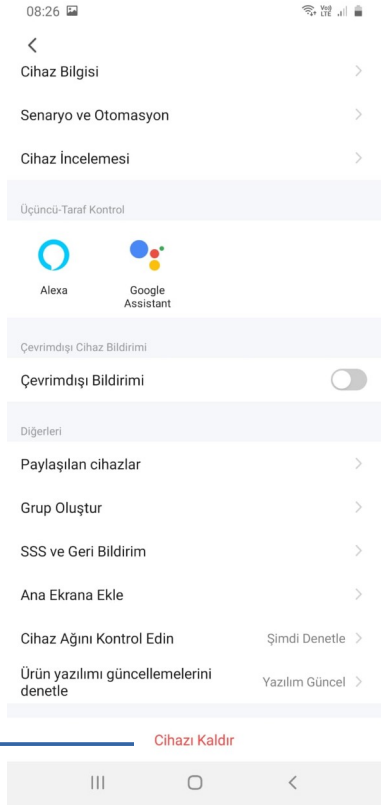 08:26
Vo))
LTE
Cihaz Bilgisi
Senaryo ve Otomasyon
Cihaz İncelemesi
Üçüncü-Taraf Kontrol
Alexa
Google
Assistant
Çevrimdışı Cihaz Bildirimi
Çevrimdışı Bildirimi
Diğerleri
Paylaşılan cihazlar
Grup Oluştur
SSS ve Geri Bildirim
Ana Ekrana Ekle
Cihaz Ağını Kontrol Edin Şimdi Denetle
Ürün yazılımı güncellemelerini
denetle Yazılım Güncel
Cihazı Kaldır